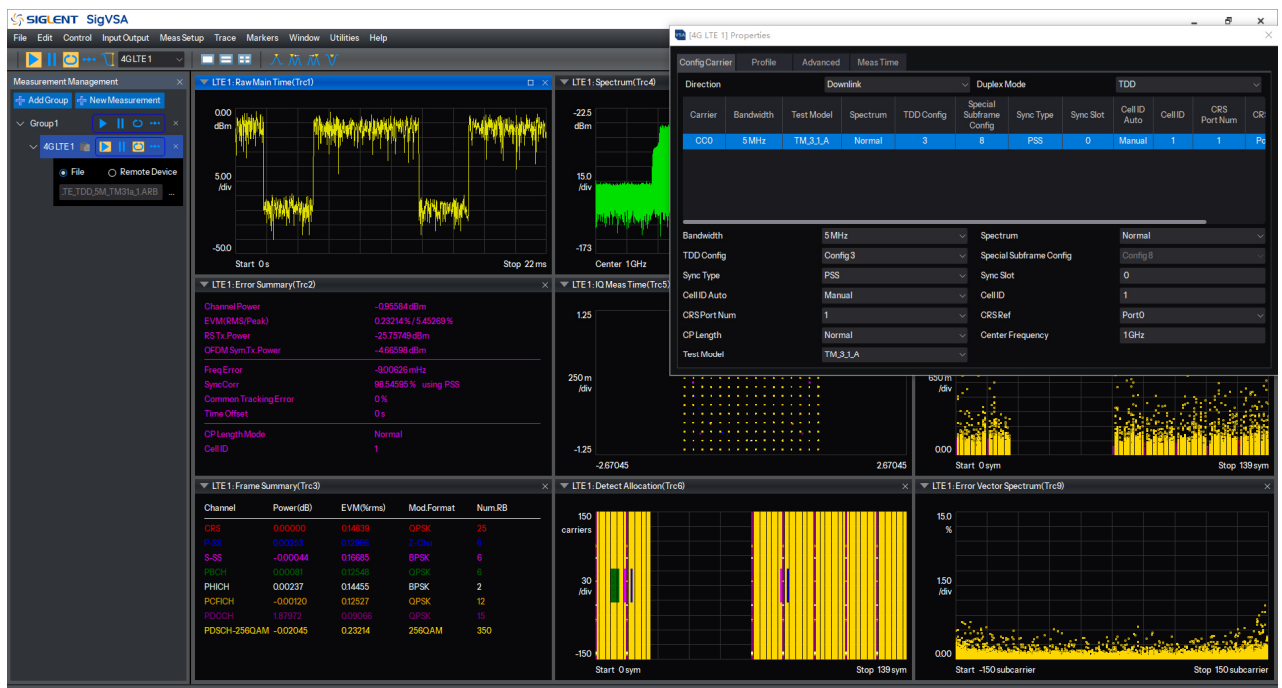 SIGLENT SigVSA
File Edit Control Input Output Meas Setup Trace Markers Window Utilities Help
4G LTE 1
Measurement Management
Add Group New Measurement
Group1
4G LTE 1
File Remote Device
TE_TDD_5M_TM31a_1.ARB ...
LTE 1 : Raw Main Time(Trc1)
0.00
dBm
5.00
/div
-50.0
Start 0 s Stop 22 ms
LTE 1 : Spectrum(Trc4)
-22.5
dBm
15.0
/div
-173
Center 1 GHz
[4G LTE 1] Properties
Config Carrier Profile Advanced Meas Time
Direction Downlink Duplex Mode TDD
Carrier Bandwidth Test Model Spectrum TDD Config Special Subframe Config Sync Type Sync Slot Cell ID Auto Cell ID CRS Port Num CR
CC0 5 MHz TM_3_1_A Normal 3 8 PSS 0 Manual 1 1 Po
Bandwidth 5 MHz Spectrum Normal
TDD Config Config 3 Special Subframe Config Config 8
Sync Type PSS Sync Slot 0
Cell ID Auto Manual Cell ID 1
CRS Port Num 1 CRS Ref Port0
CP Length Normal Center Frequency 1 GHz
Test Model TM_3_1_A
LTE 1 : Error Summary(Trc2)
Channel Power -0.95584 dBm
EVM(RMS/Peak) 0.23214 % / 5.45269 %
RS Tx. Power -25.75749 dBm
OFDM Sym.Tx. Power -4.66598 dBm
Freq Error -9.00626 mHz
Sync Corr 98.54595 % using PSS
Common Tracking Error 0 %
Time Offset 0 s
CP Length Mode Normal
Cell ID 1
LTE 1 : IQ Meas Time(Trc5)
1.25
250 m
/div
-1.25
-2.67045 2.67045
650 m
/div
0.00
Start 0 sym Stop 139 sym
LTE 1 : Frame Summary(Trc3)
Channel Power(dB) EVM(%rms) Mod.Format Num.RB
CRS 0.00000 0.14839 QPSK 25
P-SS 6
S-SS -0.00044 0.16685 BPSK 6
PBCH 0.00081 0.12548 QPSK 6
PHICH 0.00237 0.14455 BPSK 2
PCFICH -0.00120 0.12527 QPSK 12
PDCCH 1.87972 0.09066 QPSK 15
PDSCH-256QAM -0.02045 0.23214 256QAM 350
LTE 1 : Detect Allocation(Trc6)
150
carriers
30
/div
-150
Start 0 sym Stop 139 sym
LTE 1 : Error Vector Spectrum(Trc9)
15.0
%
1.50
/div
0.00
Start -150 subcarrier Stop 150 subcarrier